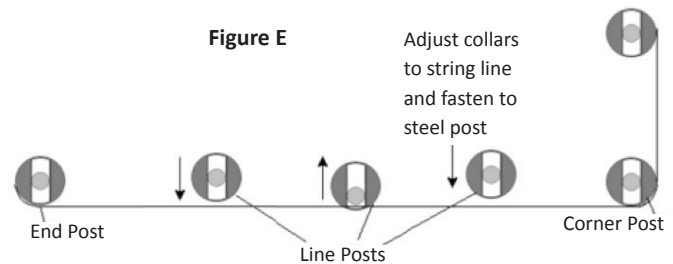 Figure E
Adjust collars
to string line
and fasten to
steel post
End Post
Line Posts
Corner Post